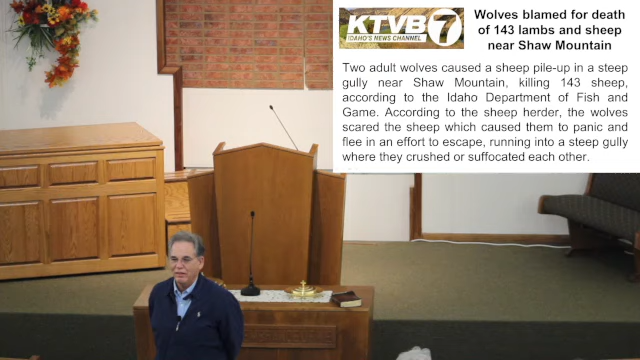 KTVB 7
IDAHO'S NEWS CHANNEL
Wolves blamed for death
of 143 lambs and sheep
near Shaw Mountain
Two adult wolves caused a sheep pile-up in a steep
gully near Shaw Mountain, killing 143 sheep,
according to the Idaho Department of Fish and
Game. According to the sheep herder, the wolves
scared the sheep which caused them to panic and
flee in an effort to escape, running into a steep gully
where they crushed or suffocated each other.